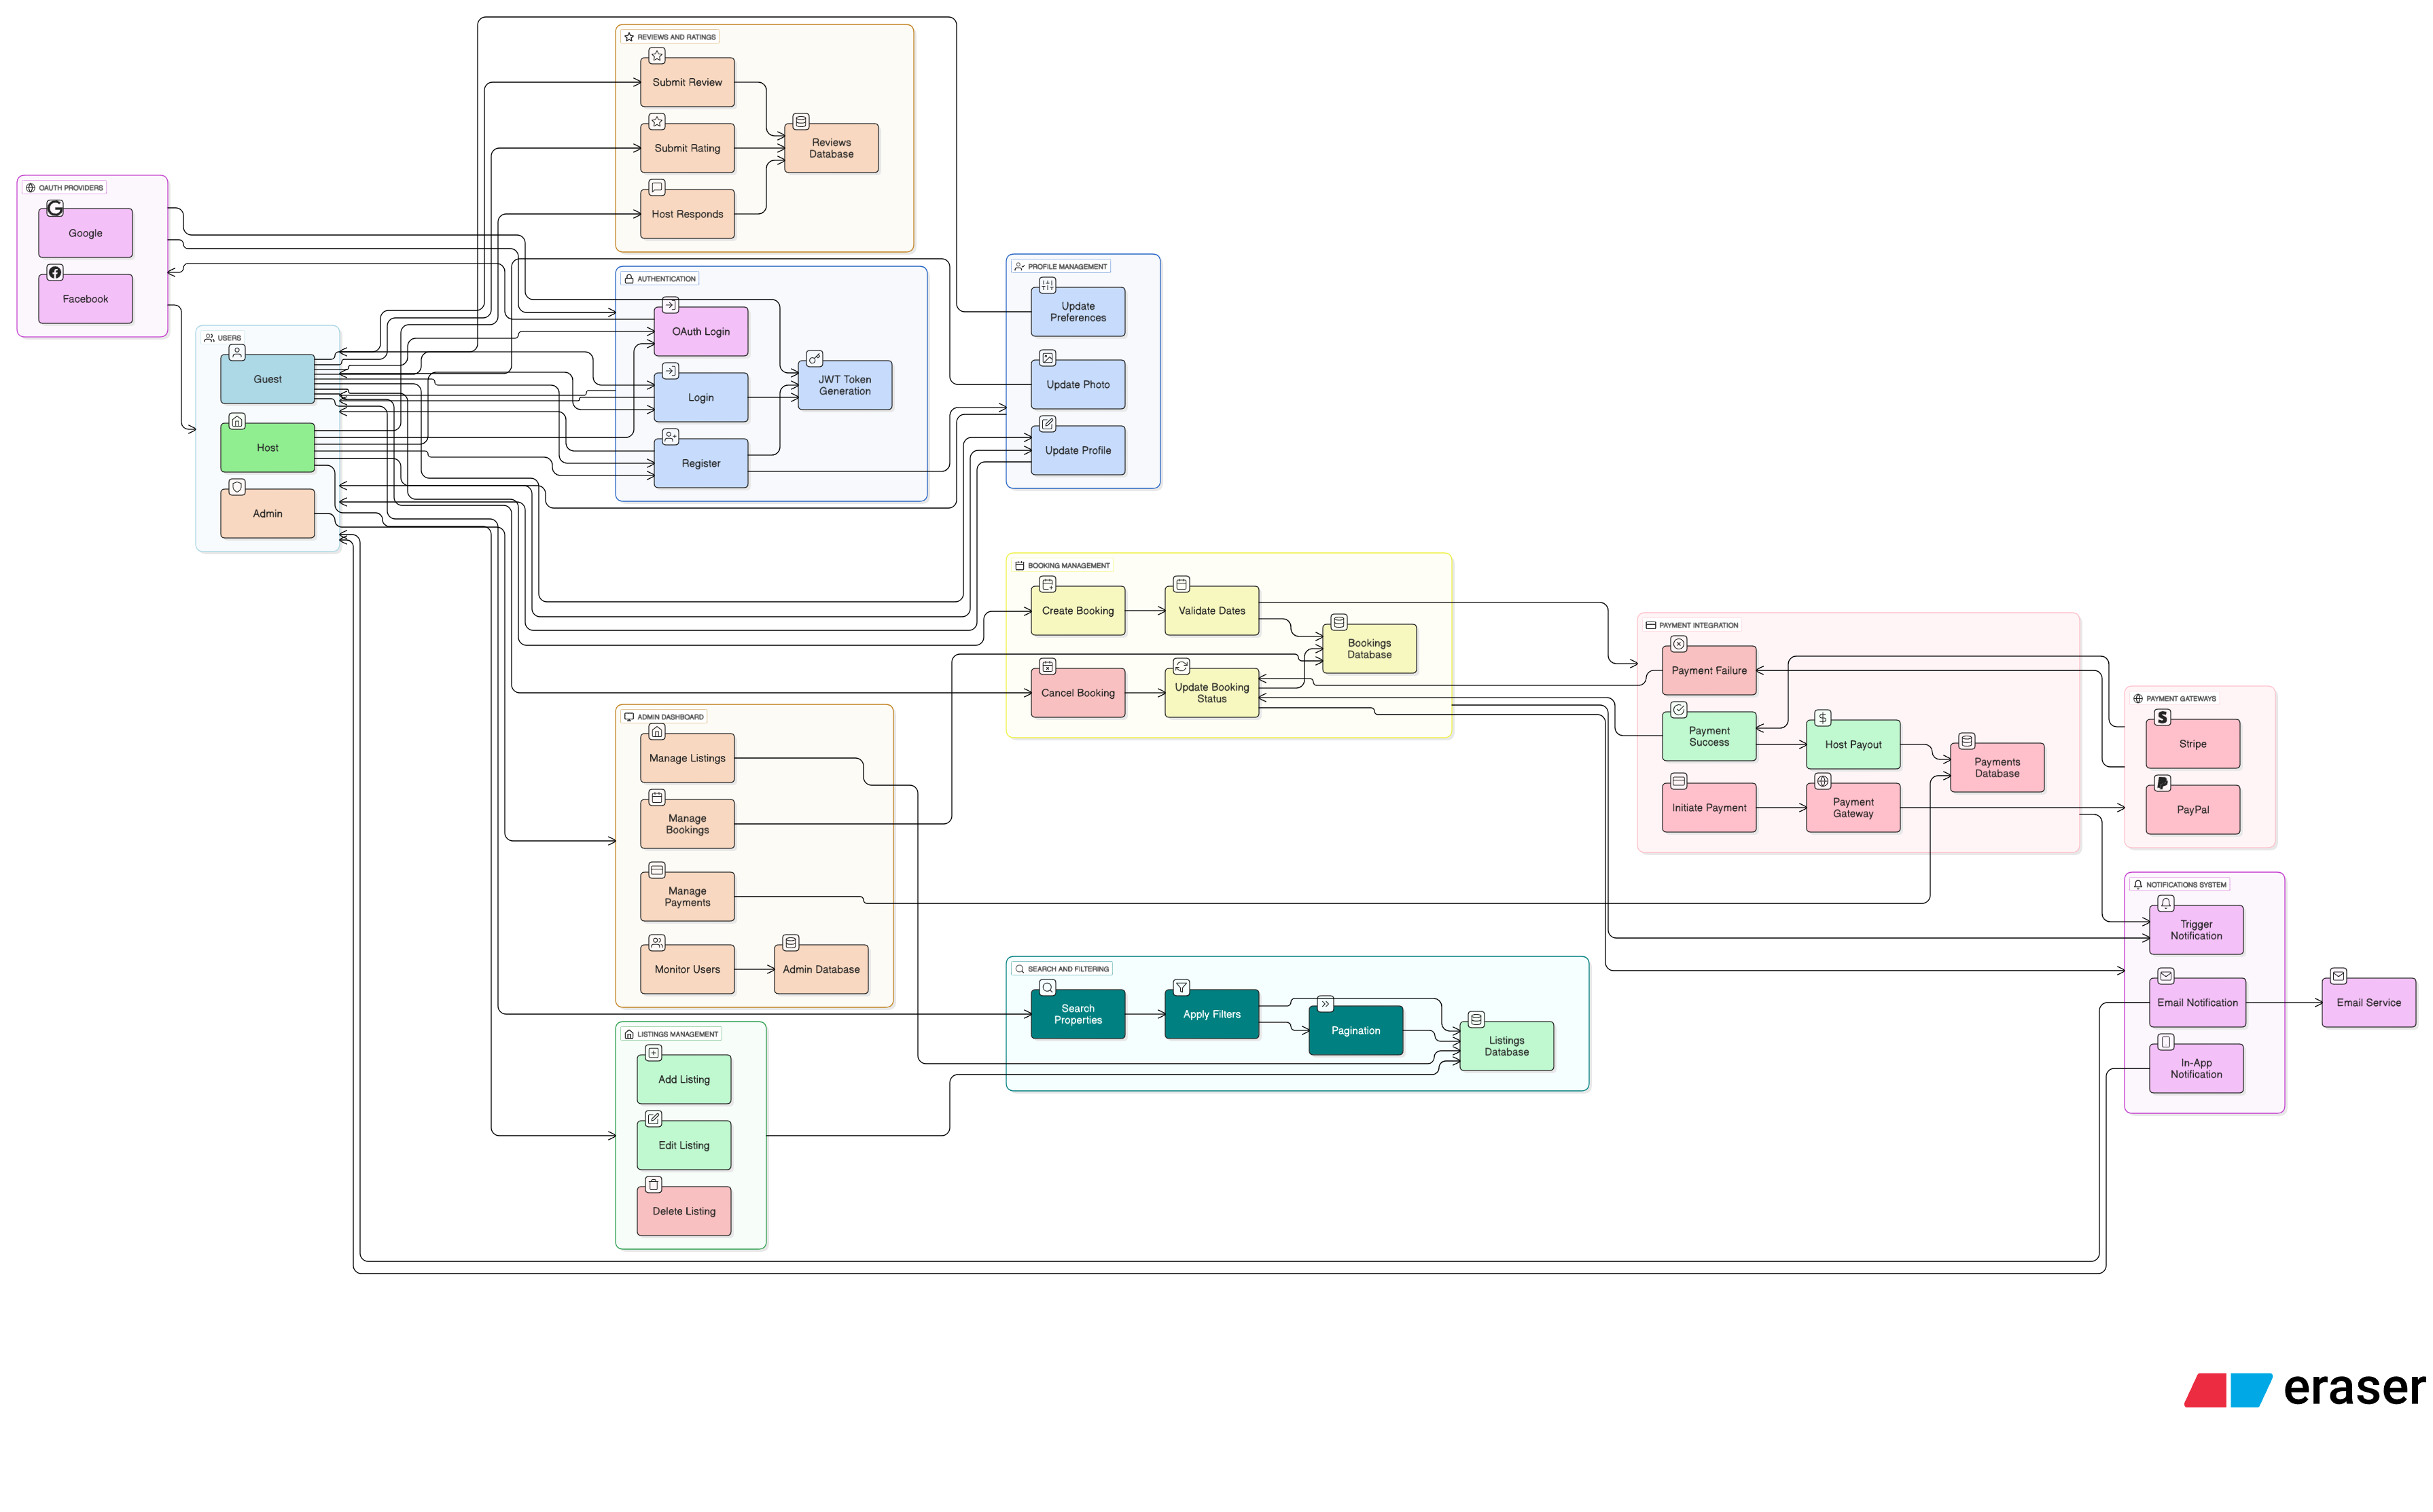 REVIEWS AND RATINGS
Submit Review
Submit Rating
Reviews
Database
Host Responds
OAUTH PROVIDERS
Google
Facebook
USERS
Guest
Host
Admin
AUTHENTICATION
OAuth Login
Login
JWT Token
Generation
Register
PROFILE MANAGEMENT
Update
Preferences
Update Photo
Update Profile
BOOKING MANAGEMENT
Create Booking
Validate Dates
Bookings
Database
Cancel Booking
Update Booking
Status
PAYMENT INTEGRATION
Payment Failure
Payment
Success
Host Payout
Payments
Database
Initiate Payment
Payment
Gateway
PAYMENT GATEWAYS
Stripe
PayPal
ADMIN DASHBOARD
Manage Listings
Manage
Bookings
Manage
Payments
Monitor Users
Admin Database
NOTIFICATIONS SYSTEM
Trigger
Notification
Email Notification
In-App
Notification
Email Service
SEARCH AND FILTERING
Search
Properties
Apply Filters
Pagination
Listings
Database
LISTINGS MANAGEMENT
Add Listing
Edit Listing
Delete Listing
eraser